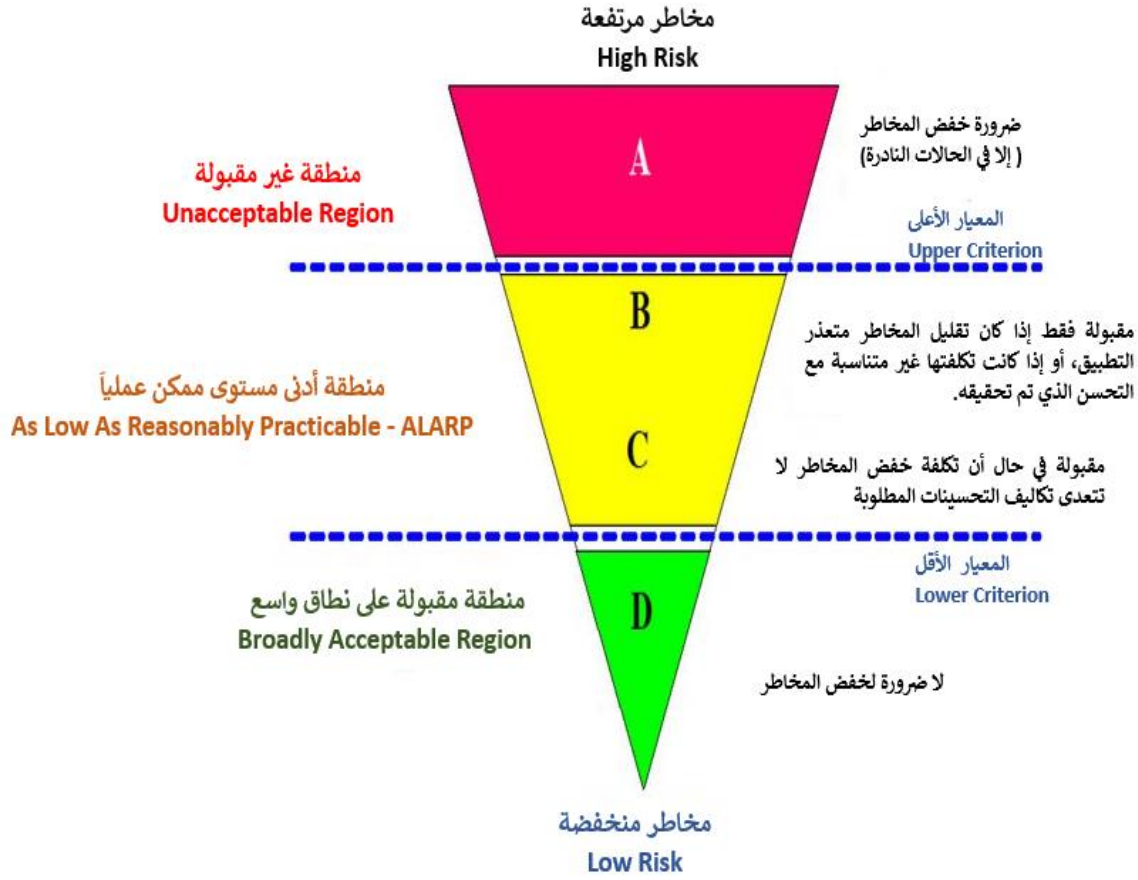 مخاطر مرتفعة
High Risk
ضرورة خفض المخاطر
( إلا في الحالات النادرة)
A
منطقة غير مقبولة
Unacceptable Region
المعيار الأعلى
Upper Criterion
B
مقبولة فقط إذا كان تقليل المخاطر متعذر
التطبيق، أو إذا كانت تكلفتها غير متناسبة مع
التحسن الذي تم تحقيقه.
منطقة أدنى مستوى ممكن عملياً
As Low As Reasonably Practicable - ALARP
C
مقبولة في حال أن تكلفة خفض المخاطر لا
تتعدى تكاليف التحسينات المطلوبة
المعيار الأقل
Lower Criterion
منطقة مقبولة على نطاق واسع
Broadly Acceptable Region
D
لا ضرورة لخفض المخاطر
مخاطر منخفضة
Low Risk